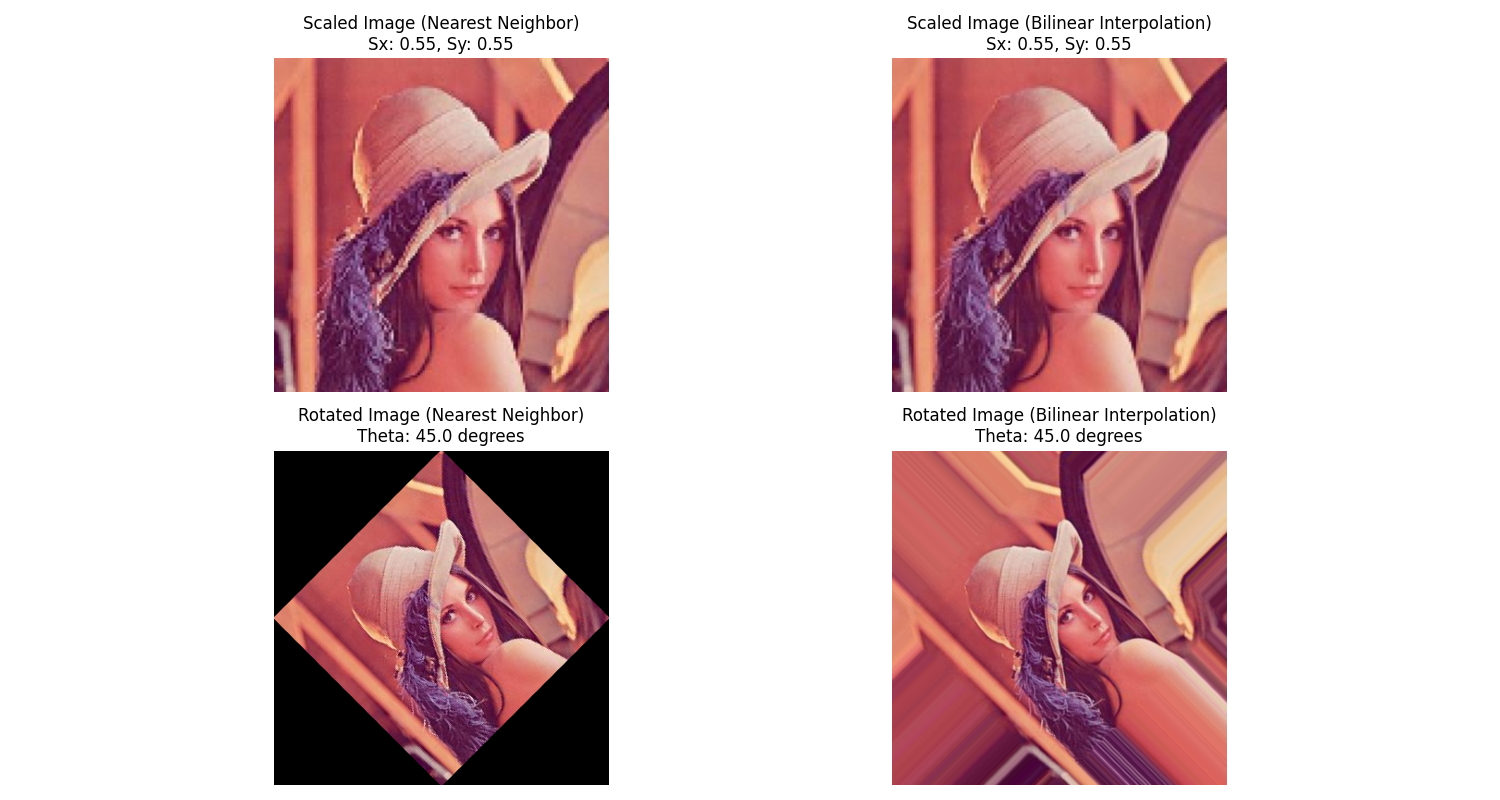 Scaled Image (Nearest Neighbor)
Sx: 0.55, Sy: 0.55
Scaled Image (Bilinear Interpolation)
Sx: 0.55, Sy: 0.55
Rotated Image (Nearest Neighbor)
Theta: 45.0 degrees
Rotated Image (Bilinear Interpolation)
Theta: 45.0 degrees